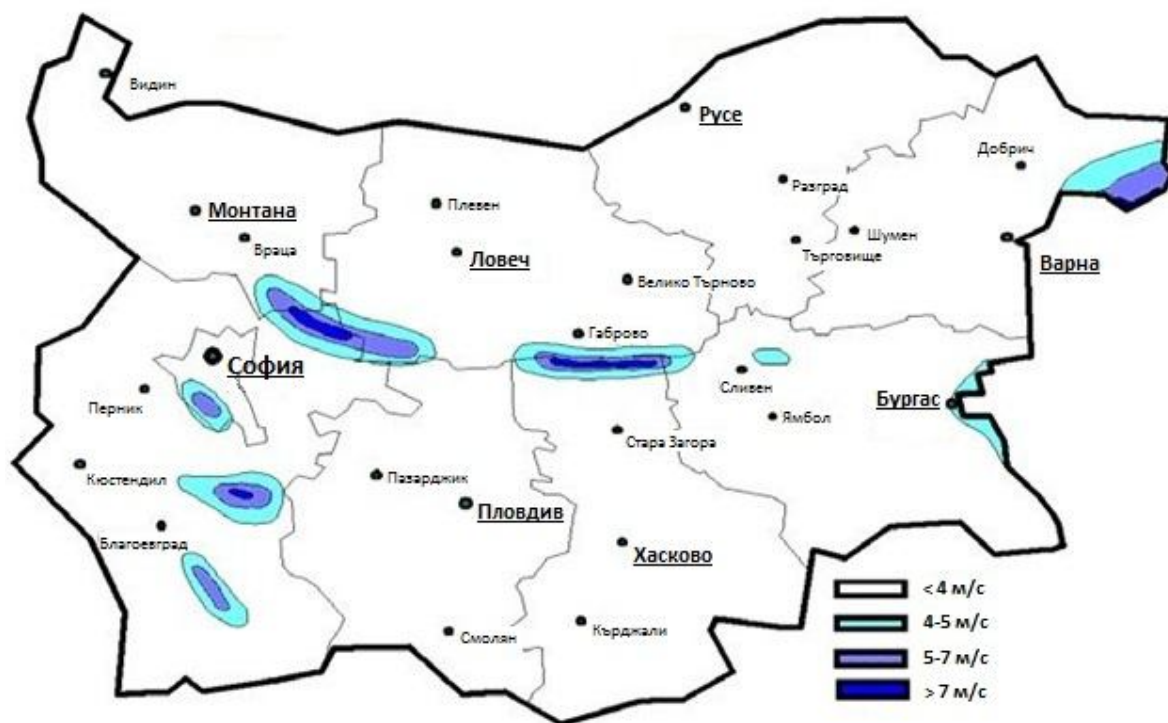 Видин
Русе
Добрич
Разград
Монтана
Плевен
Враца
Шумен
Ловеч
Търговище
Варна
Велико Търново
Габрово
София
Сливен
Перник
Бургас
Ямбол
Стара Загора
Кюстендил
Пазарджик
Пловдив
Благоевград
Хасково
Смолян
Кърджали
< 4 м/с
4-5 м/с
5-7 м/с
> 7 м/с